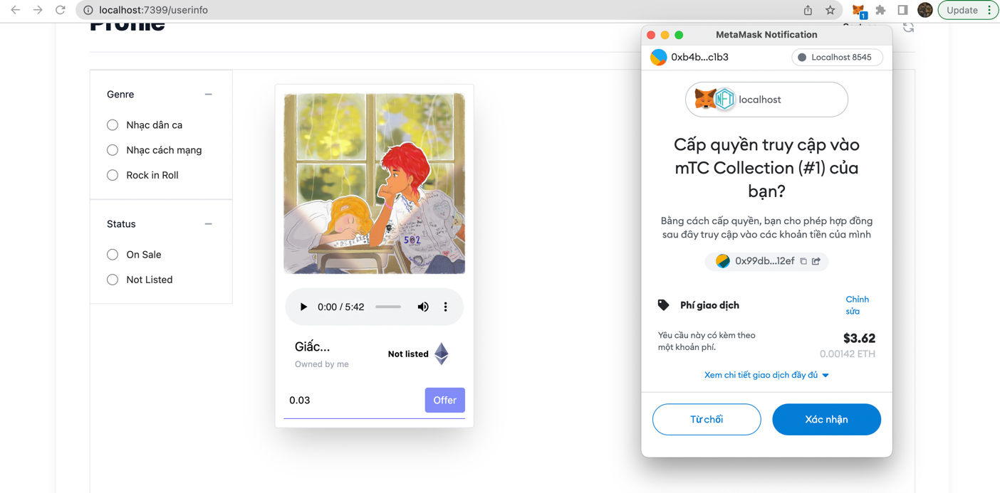 localhost:7399/userinfo
1
Update
Profile
Genre
Nhạc dân ca
Nhạc cách mạng
Rock in Roll
Status
On Sale
Not Listed
502
0:00 / 5:42
Giấc...
Not listed
Owned by me
0.03
Offer
MetaMask Notification
0xb4b...c1b3
Localhost 8545
NFT
localhost
Cấp quyền truy cập vào
mTC Collection (#1) của
bạn?
Bằng cách cấp quyền, bạn cho phép hợp đồng
sau đây truy cập vào các khoản tiền của mình
0x99db...12ef
Phí giao dịch
Chỉnh
sửa
Yêu cầu này có kèm theo
một khoản phí.
$3.62
0.00142 ETH
Xem chi tiết giao dịch đầy đủ
Từ chối
Xác nhận